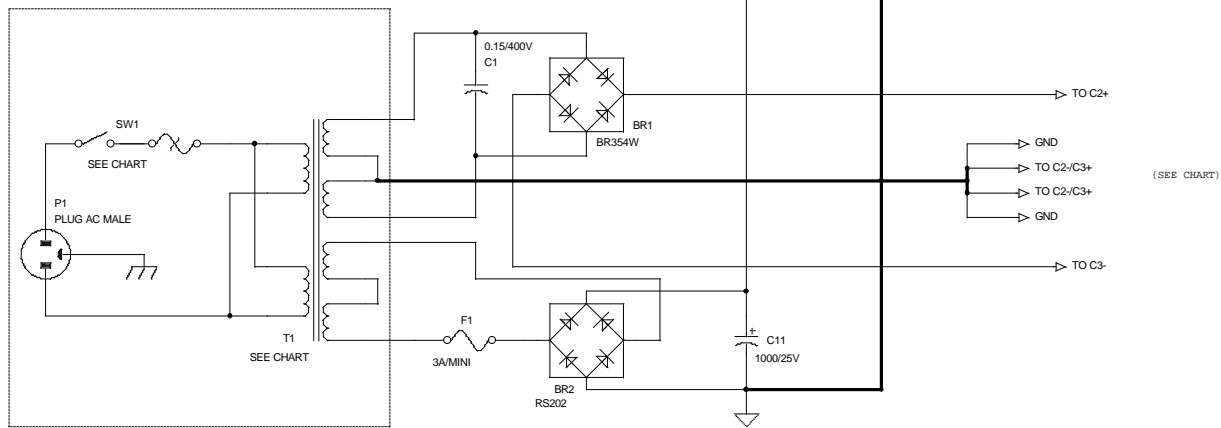 0.15/400V
C1
TO C2+
SW1
BR1
BR354W
SEE CHART
GND
TO C2-/C3+
(SEE CHART)
TO C2-/C3+
P1
PLUG AC MALE
GND
TO C3-
F1
T1
+
C11
SEE CHART
3A/MINI
1000/25V
BR2
RS202